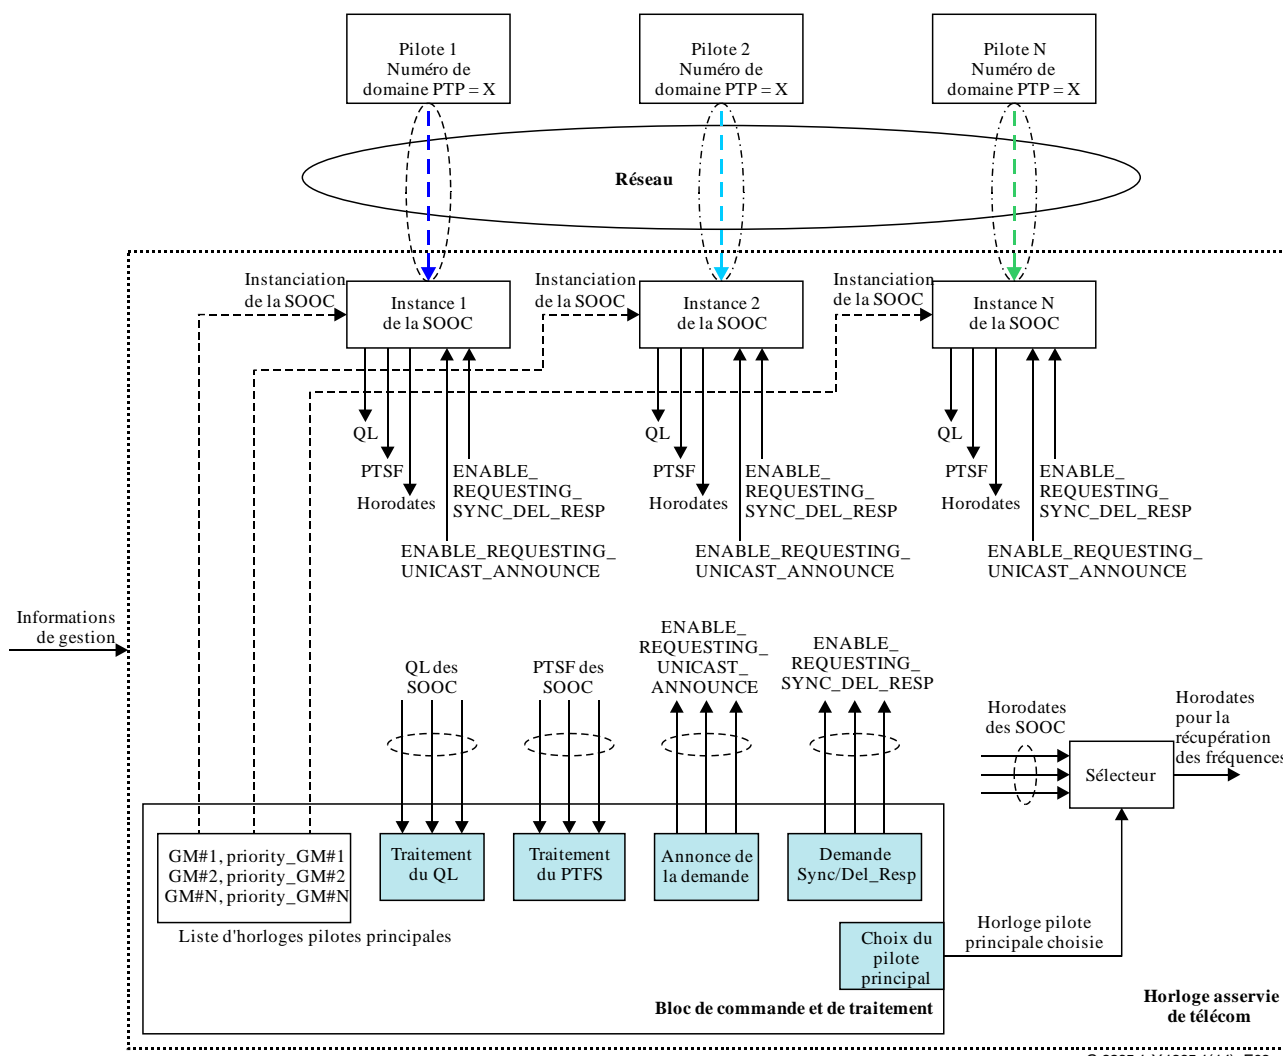 Pilote 1
Numéro de
domaine PTP = X
Pilote 2
Numéro de
domaine PTP = X
Pilote N
Numéro de
domaine PTP = X
Réseau
Instanciation
de la SOOC
Instance 1
de la SOOC
Instanciation
de la SOOC
Instance 2
de la SOOC
Instanciation
de la SOOC
Instance N
de la SOOC
QL
PTSF
Horodates
ENABLE_
REQUESTING_
SYNC_DEL_RESP
ENABLE_REQUESTING_
UNICAST_ANNOUNCE
QL
PTSF
Horodates
ENABLE_
REQUESTING_
SYNC_DEL_RESP
ENABLE_REQUESTING_
UNICAST_ANNOUNCE
QL
PTSF
Horodates
ENABLE_
REQUESTING_
SYNC_DEL_RESP
ENABLE_REQUESTING_
UNICAST_ANNOUNCE
Informations
de gestion
QL des
SOOC
PTSF des
SOOC
ENABLE_
REQUESTING_
UNICAST_
ANNOUNCE
ENABLE_
REQUESTING_
SYNC_DEL_RESP
Horodates
des SOOC
Sélecteur
Horodates
pour la
récupération
des fréquences
GM#1, priority_GM#1
GM#2, priority_GM#2
GM#N, priority_GM#N
Liste d'horloges pilotes principales
Traitement
du QL
Traitement
du PTFS
Annonce de
la demande
Demande
Sync/Del_Resp
Choix du
pilote
principal
Horloge pilote
principale choisie
Bloc de commande et de traitement
Horloge asservie
de télécom